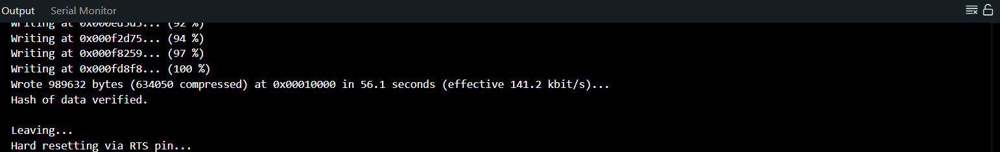 Output Serial Monitor
Writing at 0x000ed5d5... (92 %)
Writing at 0x000f2d75... (94 %)
Writing at 0x000f8259... (97 %)
Writing at 0x000fd8f8... (100 %)
Wrote 989632 bytes (634050 compressed) at 0x00010000 in 56.1 seconds (effective 141.2 kbit/s)...
Hash of data verified.
Leaving...
Hard resetting via RTS pin...